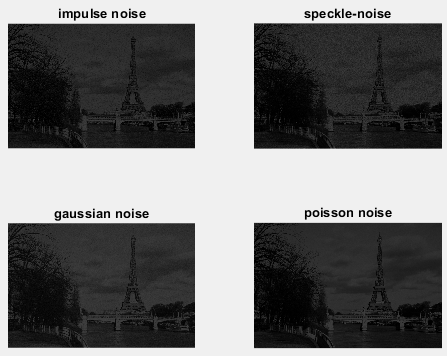 impulse noise
speckle-noise
gaussian noise
poisson noise